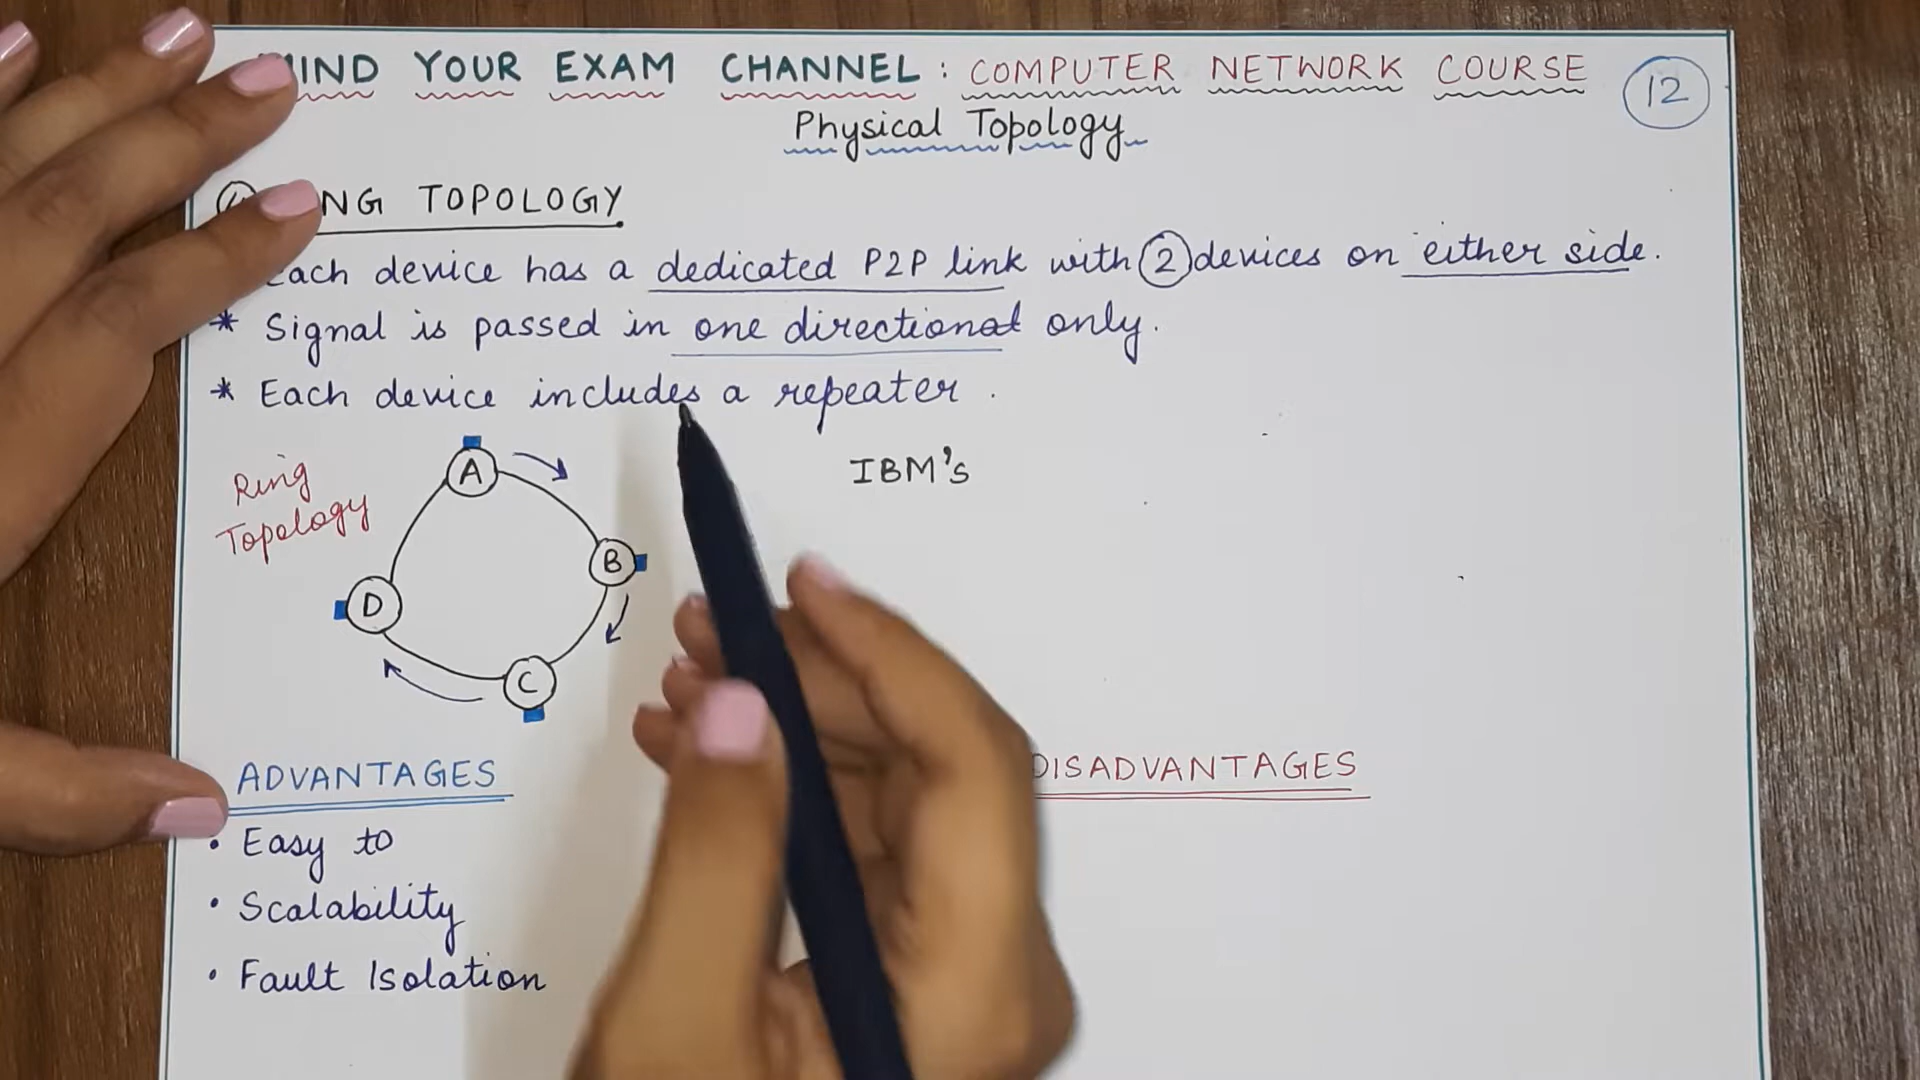 MIND YOUR EXAM CHANNEL : COMPUTER NETWORK COURSE
12
Physical Topology
NG TOPOLOGY
Each device has a dedicated P2P link with 2 devices on either side.
* Signal is passed in one directional only.
* Each device includes a repeater.
Ring Topology
A
B
C
D
IBM's
ADVANTAGES
• Easy to
• Scalability
• Fault Isolation
DISADVANTAGES